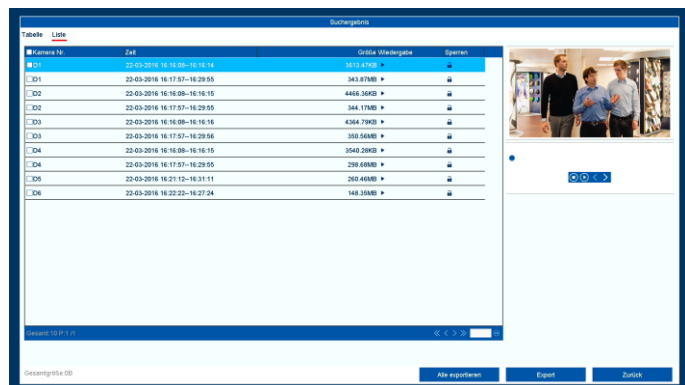 Suchergebnis
Tabelle Liste
Kamera Nr. Zeit Größe Wiedergabe Sperren
D1 22-03-2016 16:16:09--16:16:14 3613.47KB
D1 22-03-2016 16:17:57--16:29:55 343.87MB
D2 22-03-2016 16:16:08--16:16:15 4466.36KB
D2 22-03-2016 16:17:57--16:29:55 344.17MB
D3 22-03-2016 16:16:08--16:16:16 4364.79KB
D3 22-03-2016 16:17:57--16:29:56 350.56MB
D4 22-03-2016 16:16:08--16:16:15 3540.28KB
D4 22-03-2016 16:17:57--16:29:55 298.68MB
D5 22-03-2016 16:21:12--16:31:11 260.46MB
D6 22-03-2016 16:22:22--16:27:24 148.35MB
Gesamt:10 P:1 /1
Gesamtgröße:0B
Alle exportieren Export Zurück